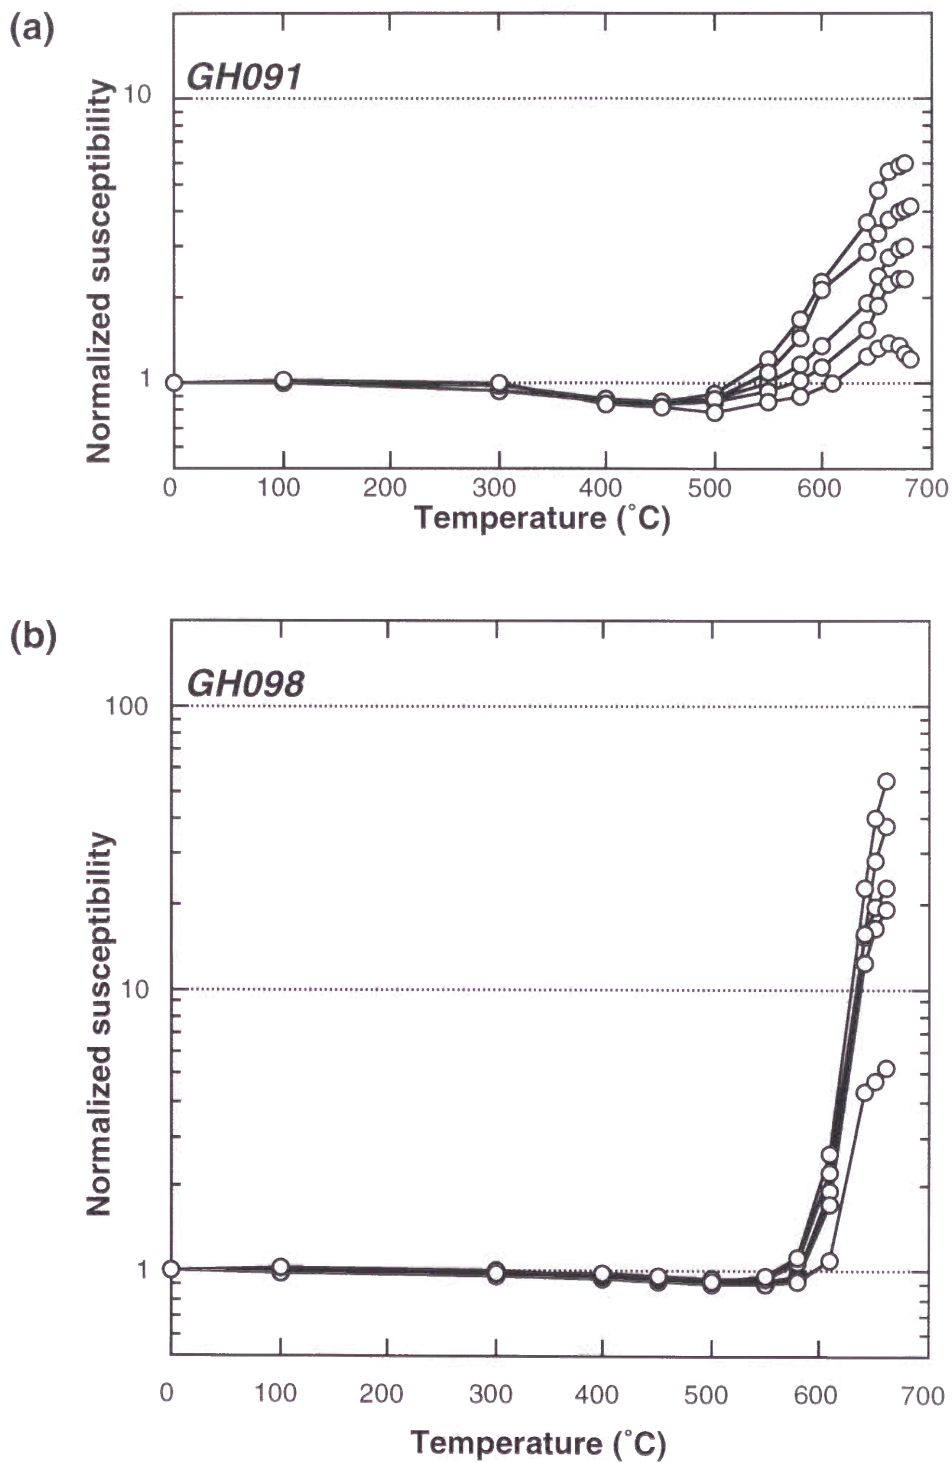 (a)
GH091
Normalized susceptibility
10
1
0 100 200 300 400 500 600 700
Temperature (˚C)
(b)
GH098
Normalized susceptibility
100
10
1
0 100 200 300 400 500 600 700
Temperature (˚C)